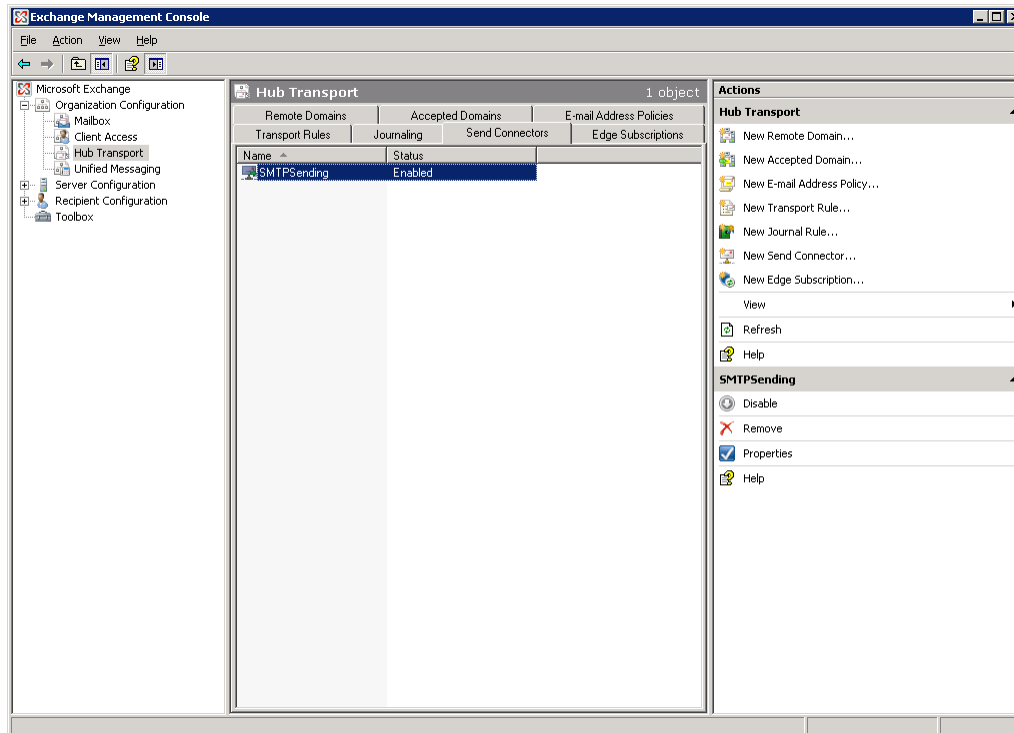 Exchange Management Console
File Action View Help
Microsoft Exchange
Organization Configuration
Mailbox
Client Access
Hub Transport
Unified Messaging
Server Configuration
Recipient Configuration
Toolbox
Hub Transport 1 object
Remote Domains Accepted Domains E-mail Address Policies
Transport Rules Journaling Send Connectors Edge Subscriptions
Name Status
SMTPSending Enabled
Actions
Hub Transport
New Remote Domain...
New Accepted Domain...
New E-mail Address Policy...
New Transport Rule...
New Journal Rule...
New Send Connector...
New Edge Subscription...
View
Refresh
Help
SMTPSending
Disable
Remove
Properties
Help